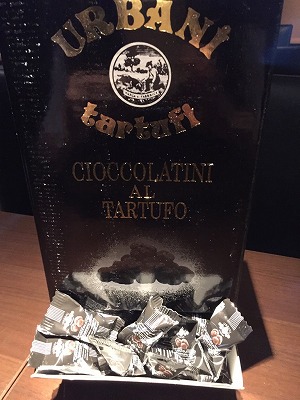 URBANI
tartufi
CIOCCOLATINI
AL
TARTUFO